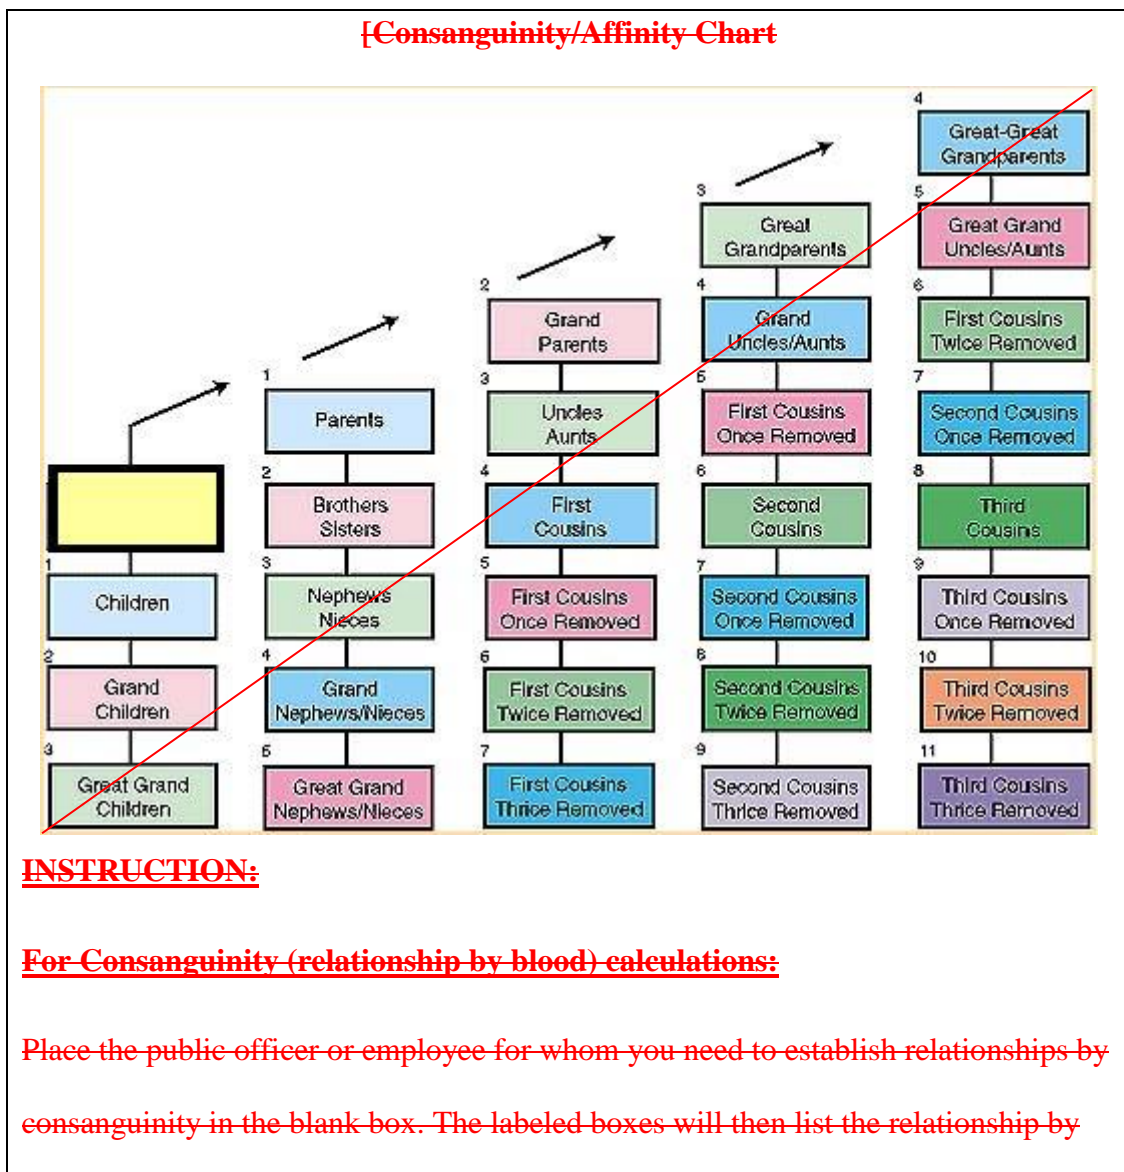 [Consanguinity/Affinity Chart
4
Great-Great
Grandparents
3
Great
Grandparents
5
Great Grand
Uncles/Aunts
2
Grand
Parents
4
Grand
Uncles/Aunts
6
First Cousins
Twice Removed
1
Parents
3
Uncles
Aunts
5
First Cousins
Once Removed
7
Second Cousins
Once Removed
2
Brothers
Sisters
4
First
Cousins
6
Second
Cousins
8
Third
Cousins
1
Children
3
Nephews
Nieces
5
First Cousins
Once Removed
7
Second Cousins
Once Removed
9
Third Cousins
Once Removed
2
Grand
Children
4
Grand
Nephews/Nieces
6
First Cousins
Twice Removed
8
Second Cousins
Twice Removed
10
Third Cousins
Twice Removed
3
Great Grand
Children
5
Great Grand
Nephews/Nieces
7
First Cousins
Thrice Removed
9
Second Cousins
Thrice Removed
11
Third Cousins
Thrice Removed
INSTRUCTION:
For Consanguinity (relationship by blood) calculations:
Place the public officer or employee for whom you need to establish relationships by
consanguinity in the blank box. The labeled boxes will then list the relationship by